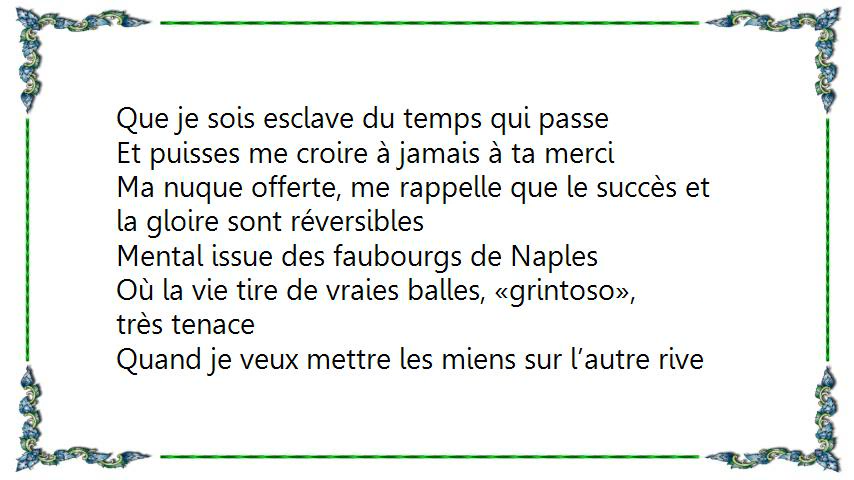 Que je sois esclave du temps qui passe
Et puisses me croire à jamais à ta merci
Ma nuque offerte, me rappelle que le succès et
la gloire sont réversibles
Mental issue des faubourgs de Naples
Où la vie tire de vraies balles, «grintoso»,
très tenace
Quand je veux mettre les miens sur l’autre rive